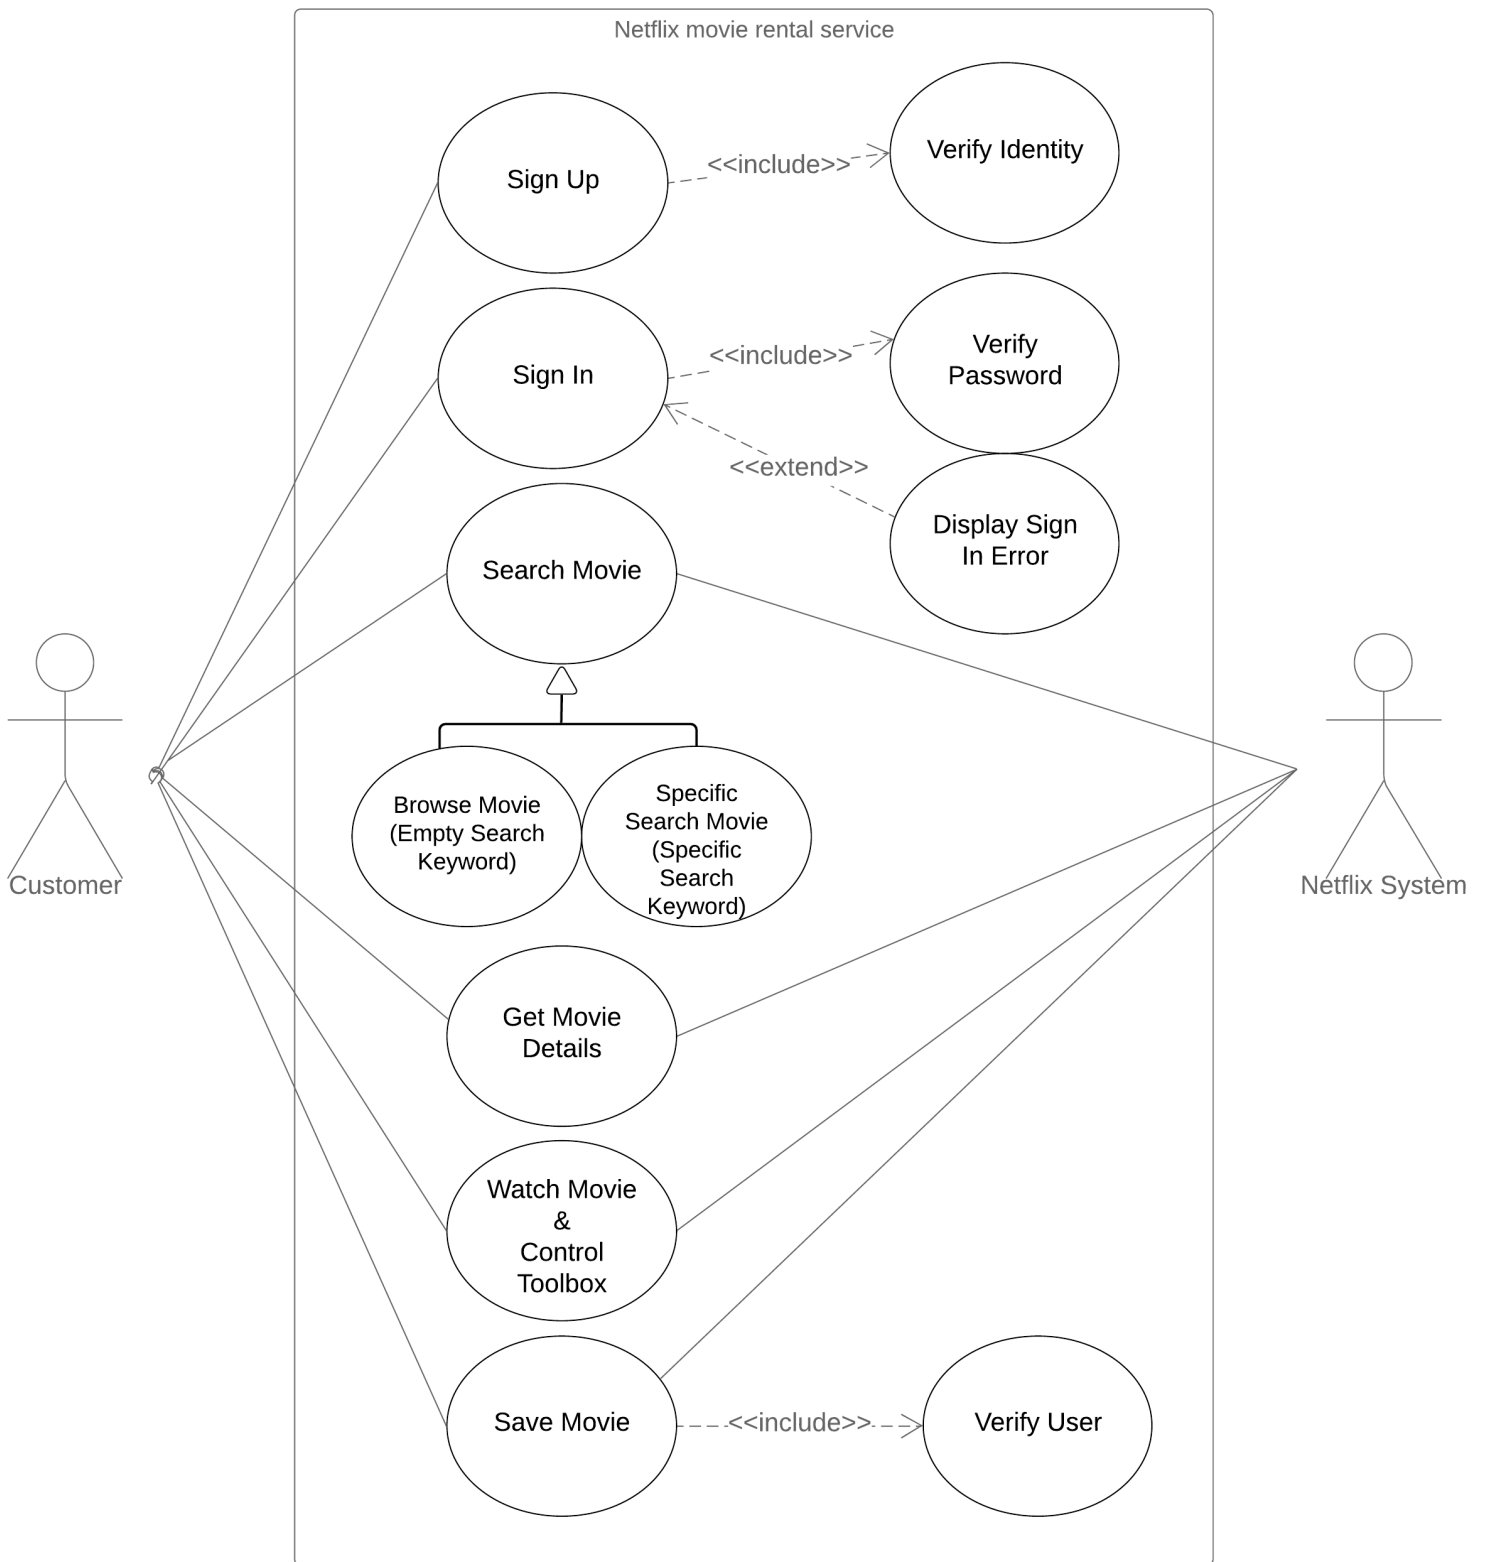 Netflix movie rental service
Sign Up
<<include>>
Verify Identity
Sign In
<<include>>
Verify
Password
<<extend>>
Display Sign
In Error
Search Movie
Browse Movie
(Empty Search
Keyword)
Specific
Search Movie
(Specific
Search
Keyword)
Customer
Netflix System
Get Movie
Details
Watch Movie
&
Control
Toolbox
Save Movie
<<include>>
Verify User